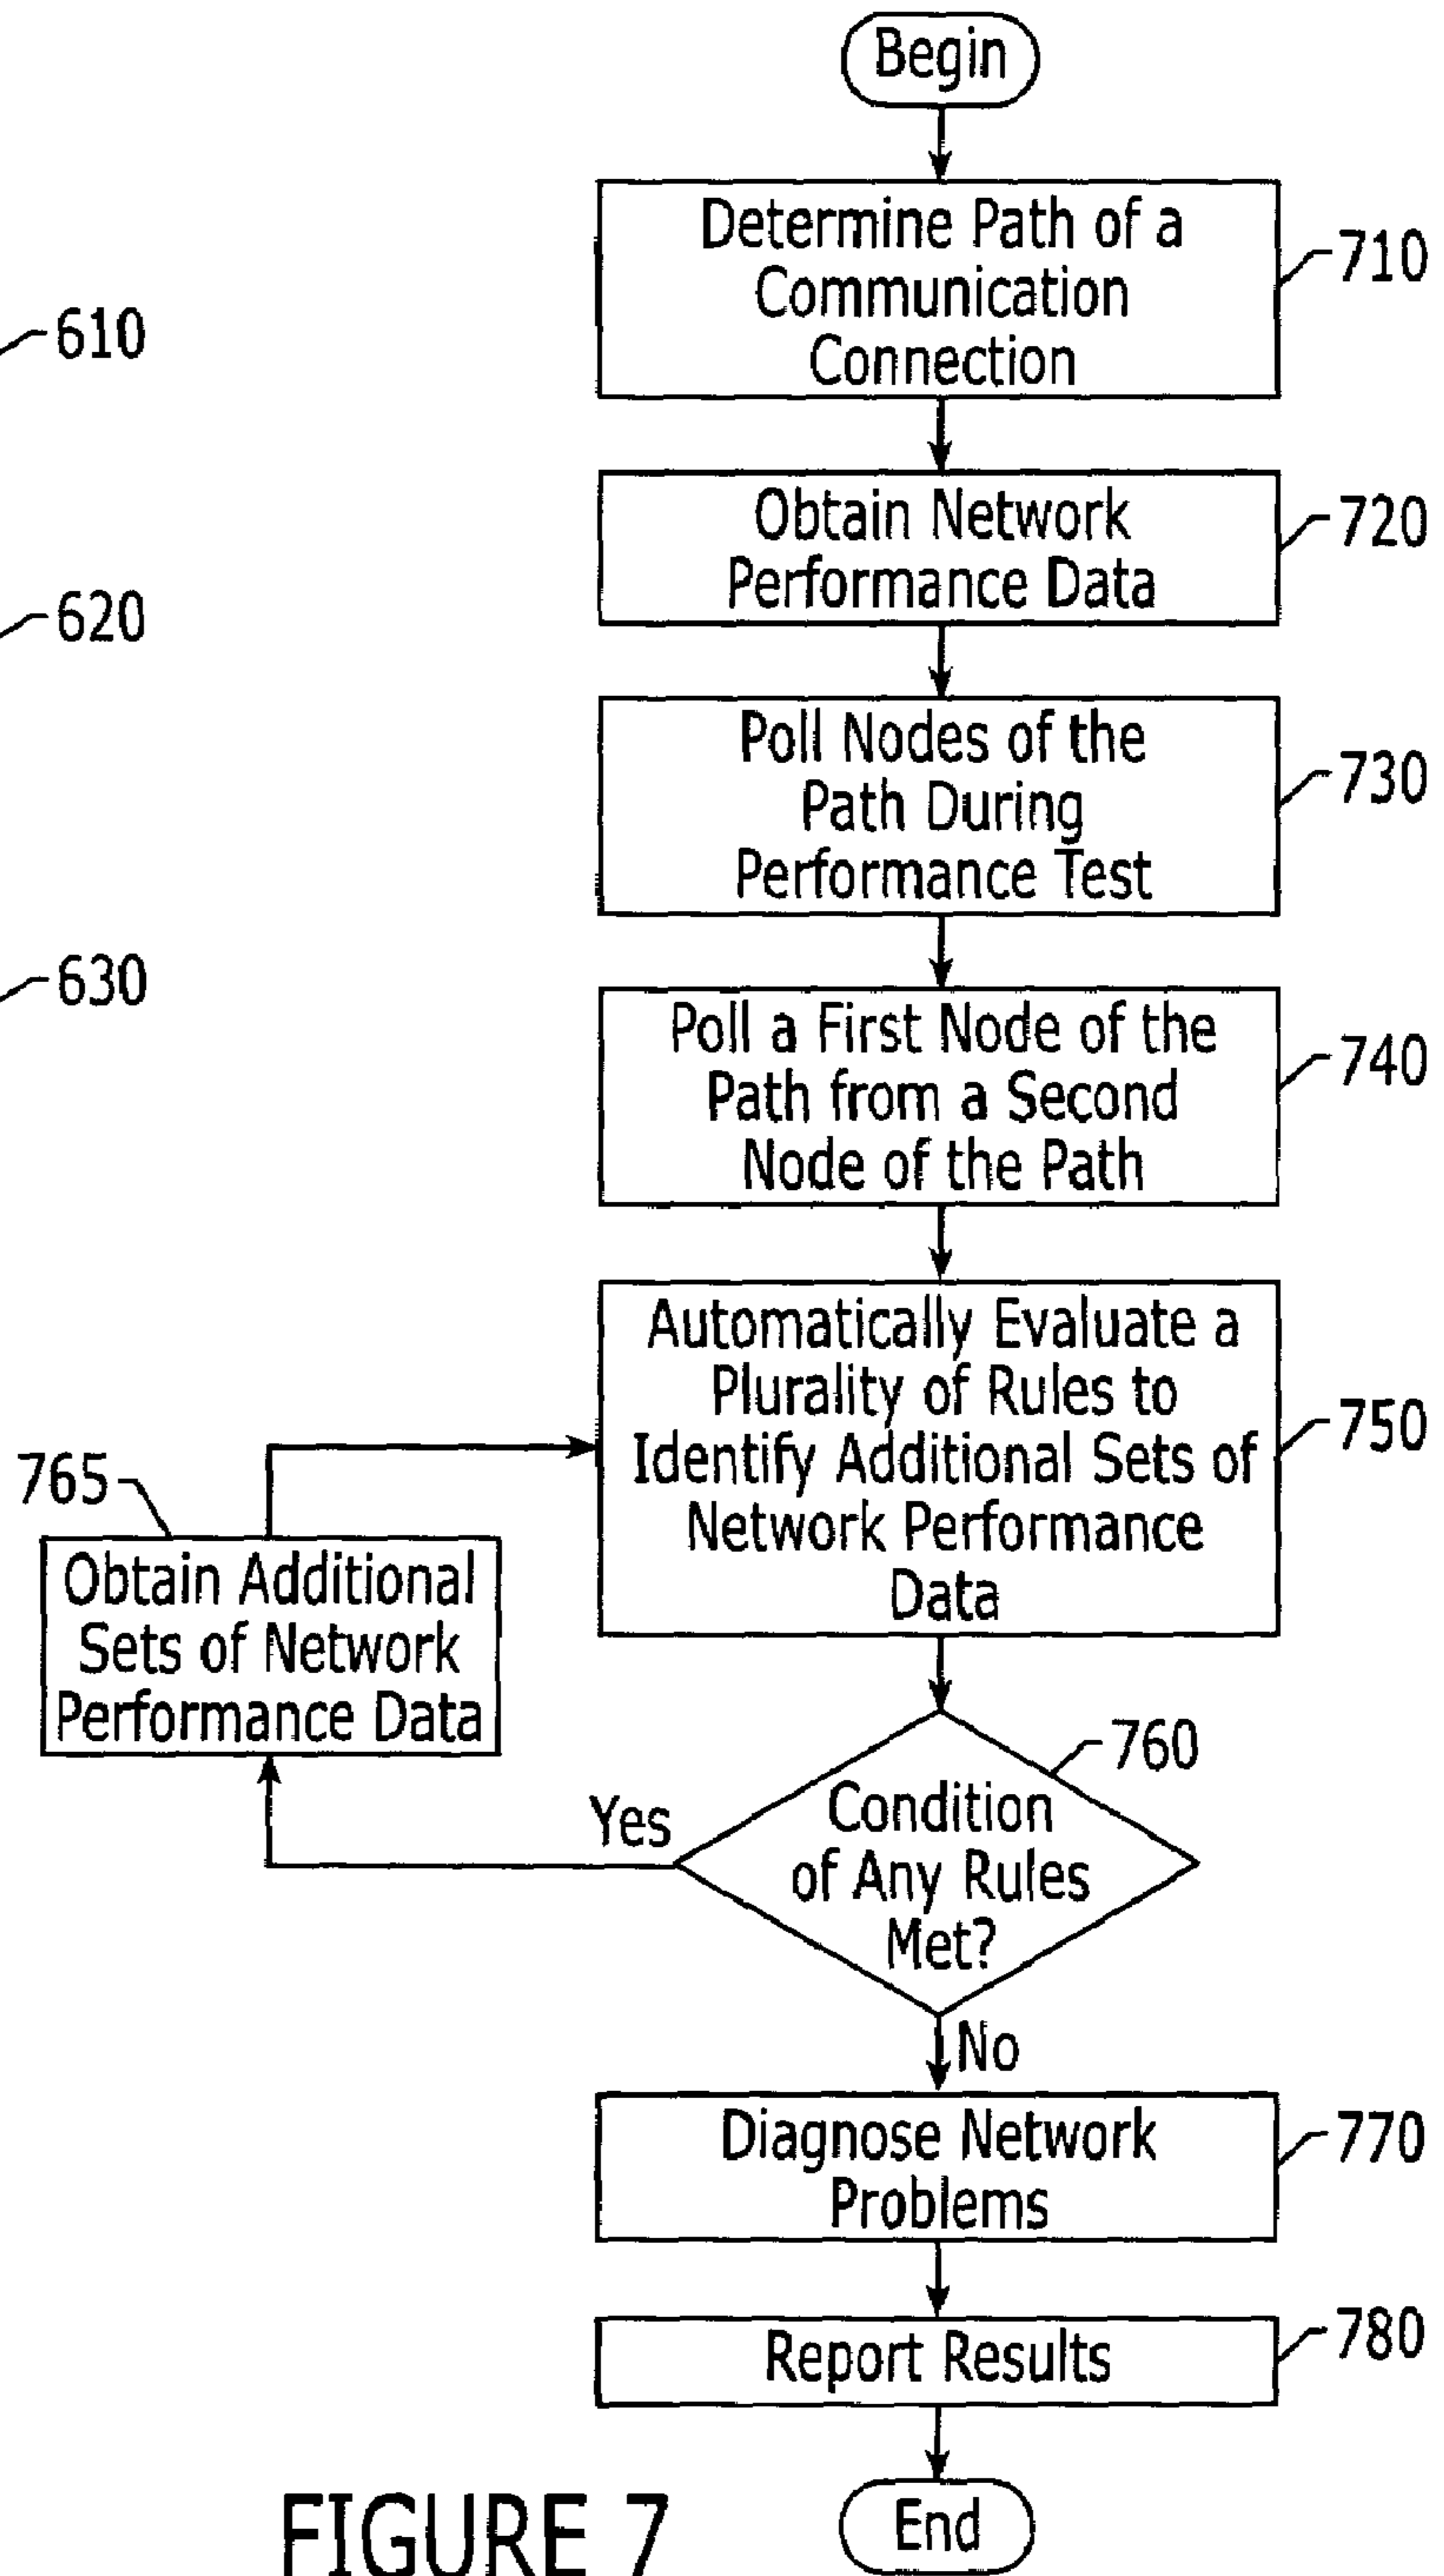 Begin
Determine Path of a
Communication
Connection
710
610
Obtain Network
Performance Data
720
620
Poll Nodes of the
Path During
Performance Test
730
630
Poll a First Node of the
Path from a Second
Node of the Path
740
Automatically Evaluate a
Plurality of Rules to
Identify Additional Sets of
Network Performance
Data
750
765
Obtain Additional
Sets of Network
Performance Data
760
Condition
of Any Rules
Met?
Yes
No
Diagnose Network
Problems
770
Report Results
780
End
FIGURE 7